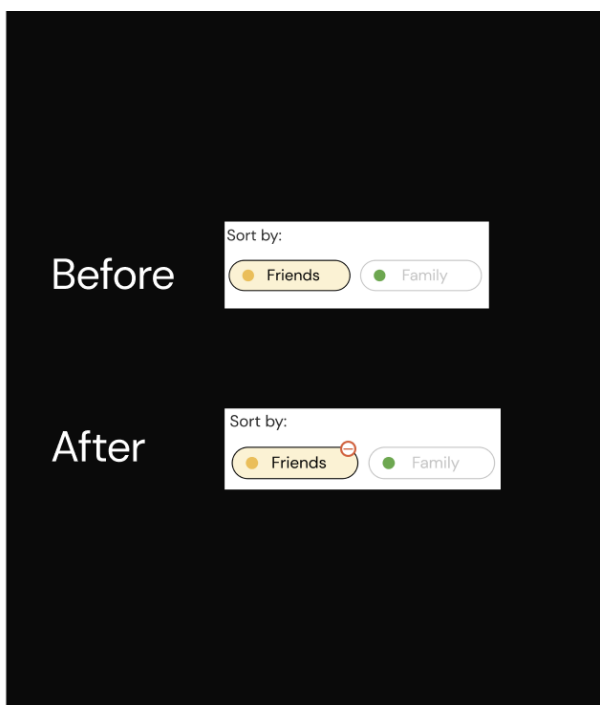 Sort by:
Before
Friends
Family
Sort by:
After
Friends
Family